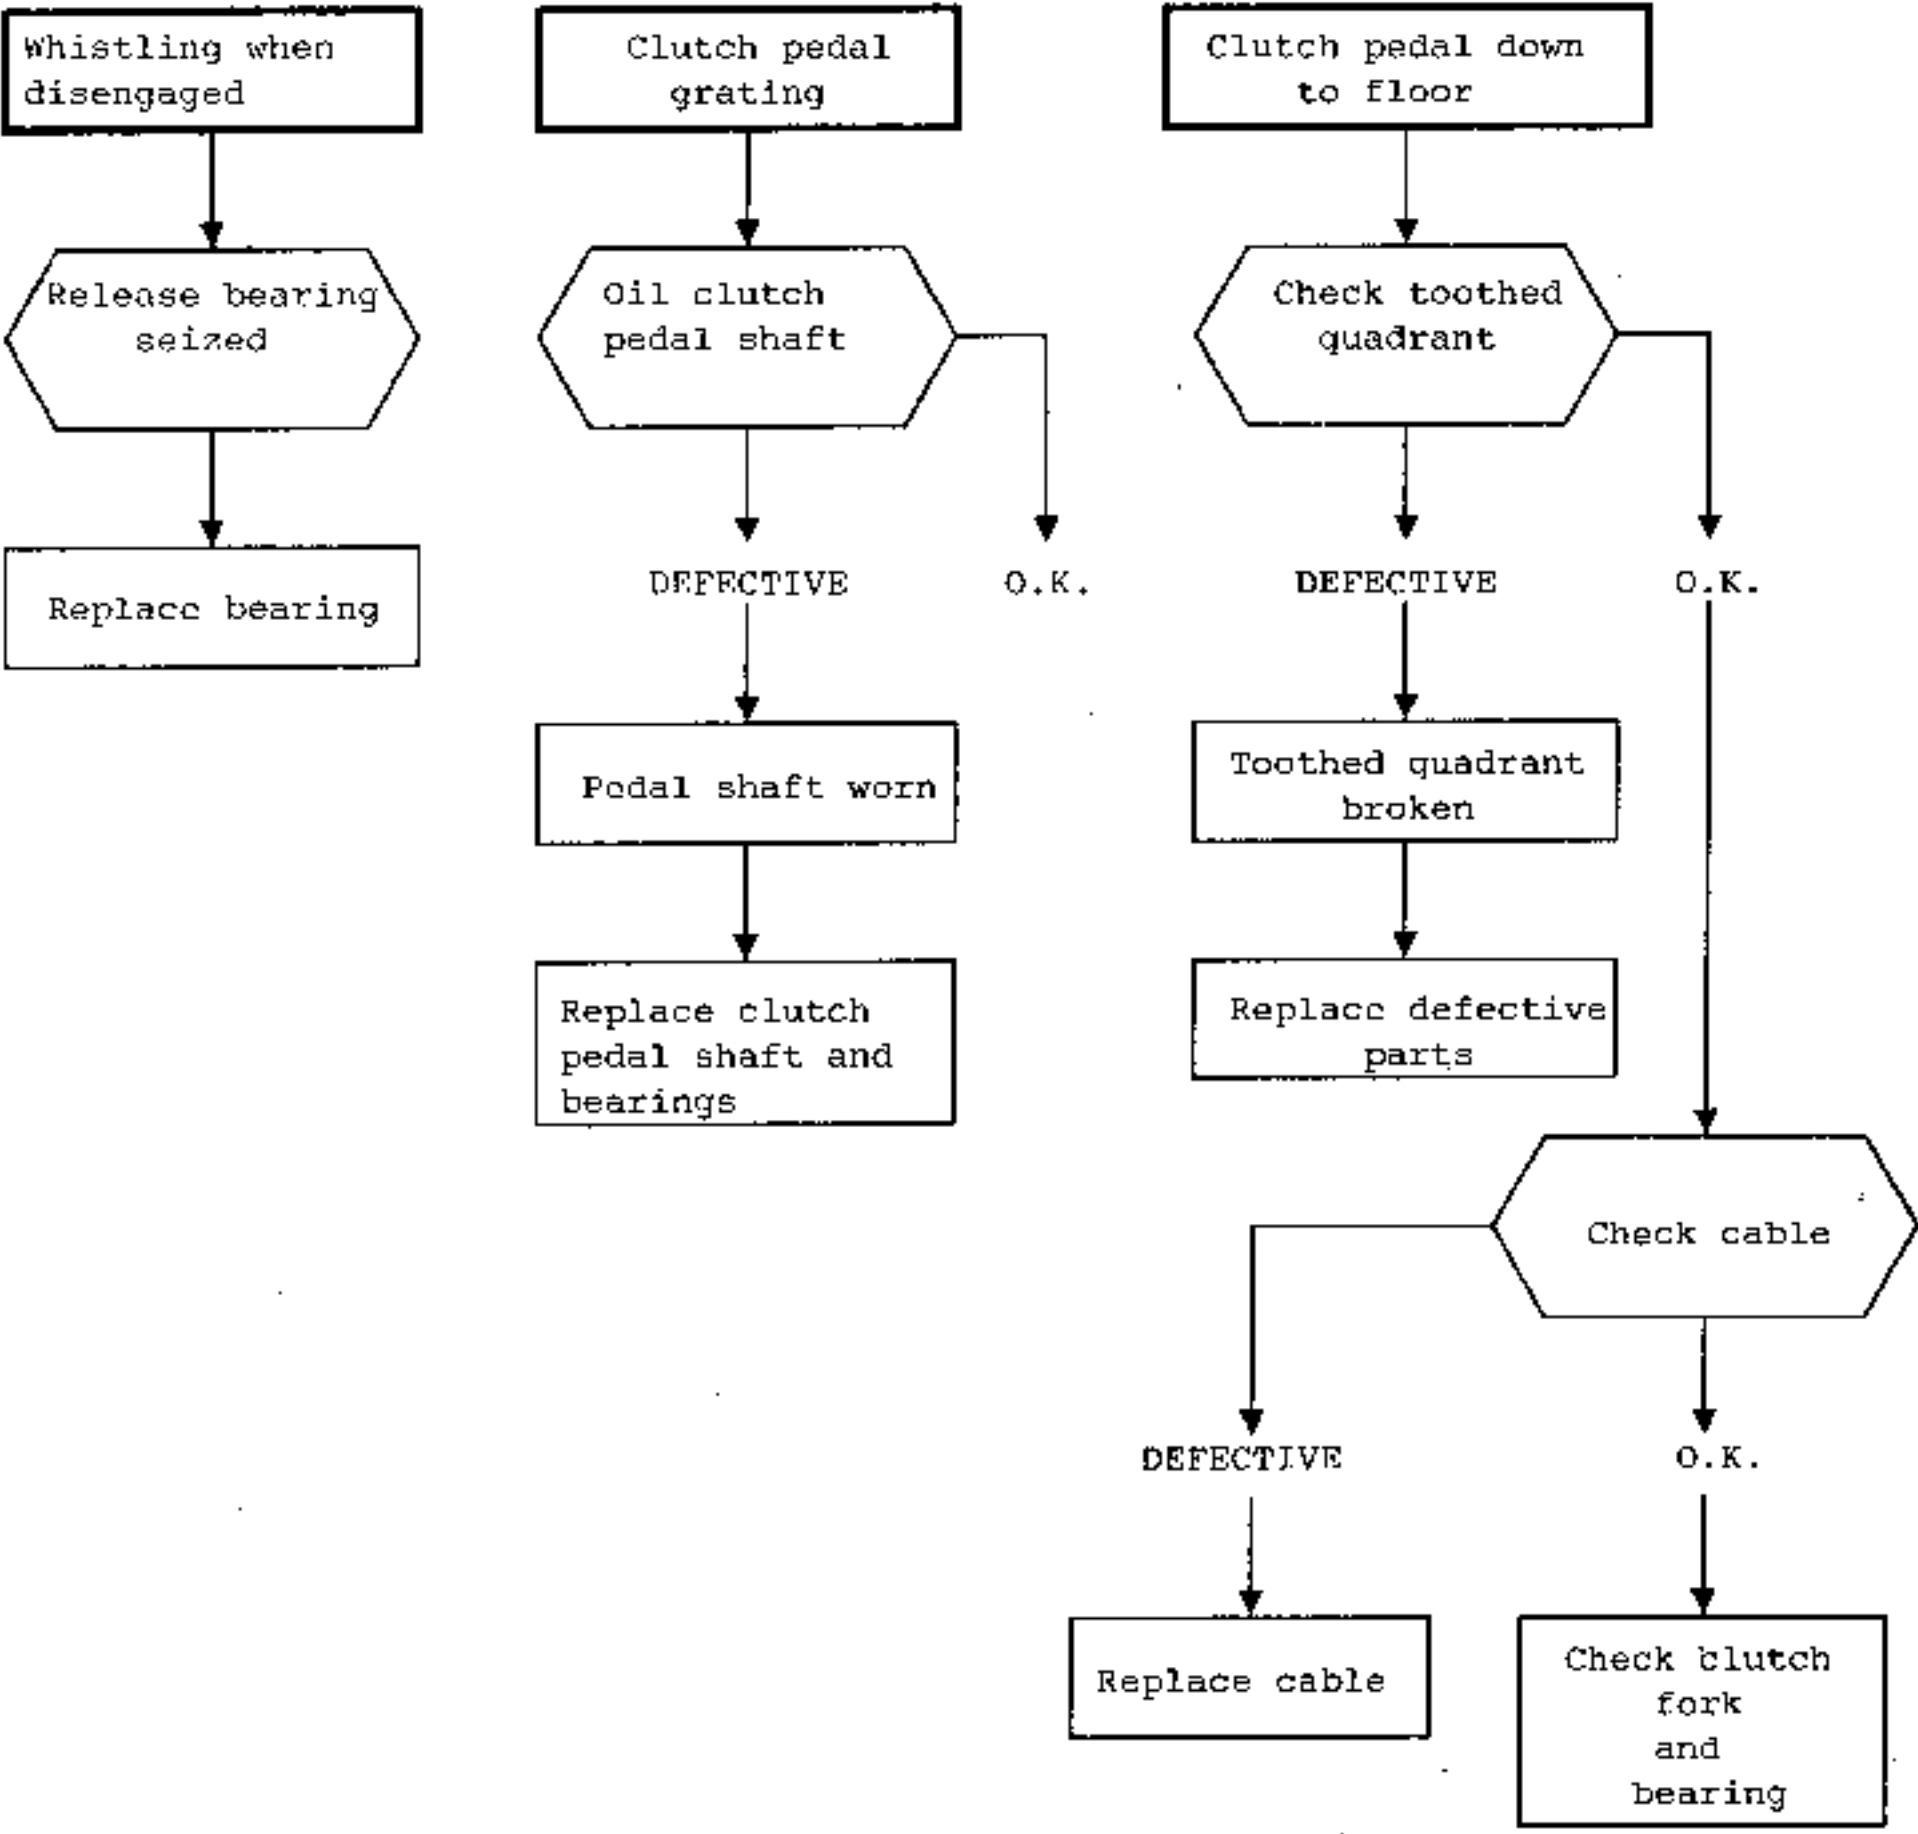 Whistling when
disengaged
Release bearing
seized
Replace bearing
Clutch pedal
grating
Oil clutch
pedal shaft
DEFECTIVE
O.K.
Pedal shaft worn
Replace clutch
pedal shaft and
bearings
Clutch pedal down
to floor
Check toothed
quadrant
DEFECTIVE
O.K.
Toothed quadrant
broken
Replace defective
parts
Check cable
DEFECTIVE
O.K.
Replace cable
Check clutch
fork
and
bearing